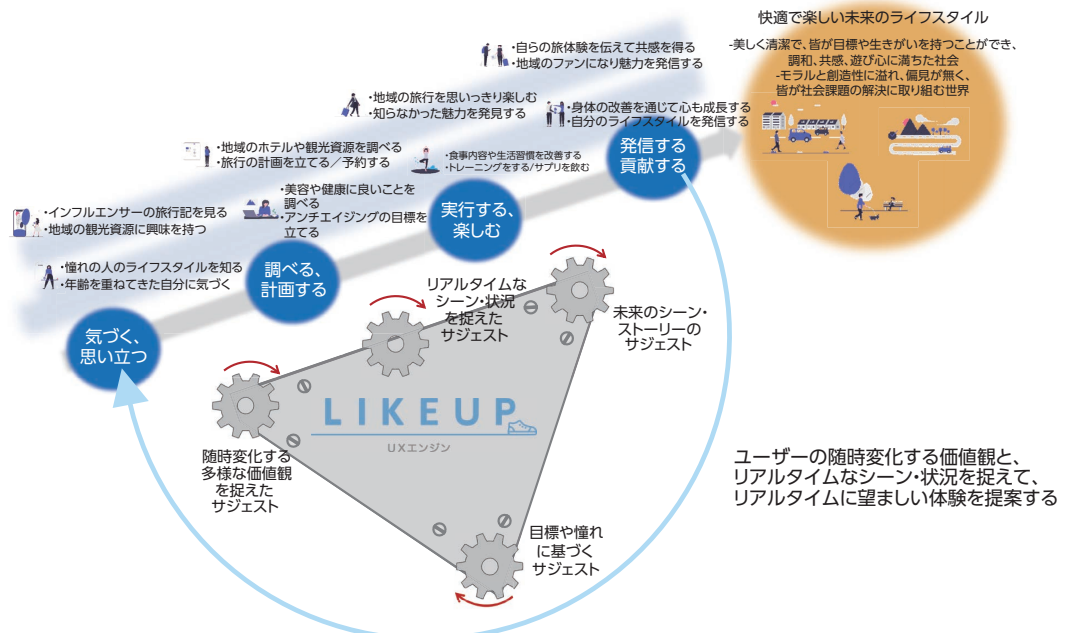 快適で楽しい未来のライフスタイル
-美しく清潔で、皆が目標や生きがいを持つことができ、
調和、共感、遊び心に満ちた社会
-モラルと創造性に溢れ、偏見が無く、
皆が社会課題の解決に取り組む世界
・自らの旅体験を伝えて共感を得る
・地域のファンになり魅力を発信する
・地域の旅行を思いっきり楽しむ
・知らなかった魅力を発見する
・身体の改善を通じて心も成長する
・自分のライフスタイルを発信する
発信する
貢献する
・地域のホテルや観光資源を調べる
・旅行の計画を立てる／予約する
・食事内容や生活習慣を改善する
・トレーニングをする/サプリを飲む
実行する、
楽しむ
・インフルエンサーの旅行記を見る
・地域の観光資源に興味を持つ
・美容や健康に良いことを
調べる
・アンチエイジングの目標を
立てる
調べる、
計画する
・憧れの人のライフスタイルを知る
・年齢を重ねてきた自分に気づく
気づく、
思い立つ
リアルタイムな
シーン・状況
を捉えた
サジェスト
未来のシーン・
ストーリーの
サジェスト
LIKEUP
UXエンジン
随時変化する
多様な価値観
を捉えた
サジェスト
目標や憧れ
に基づく
サジェスト
ユーザーの随時変化する価値観と、
リアルタイムなシーン・状況を捉えて、
リアルタイムに望ましい体験を提案する